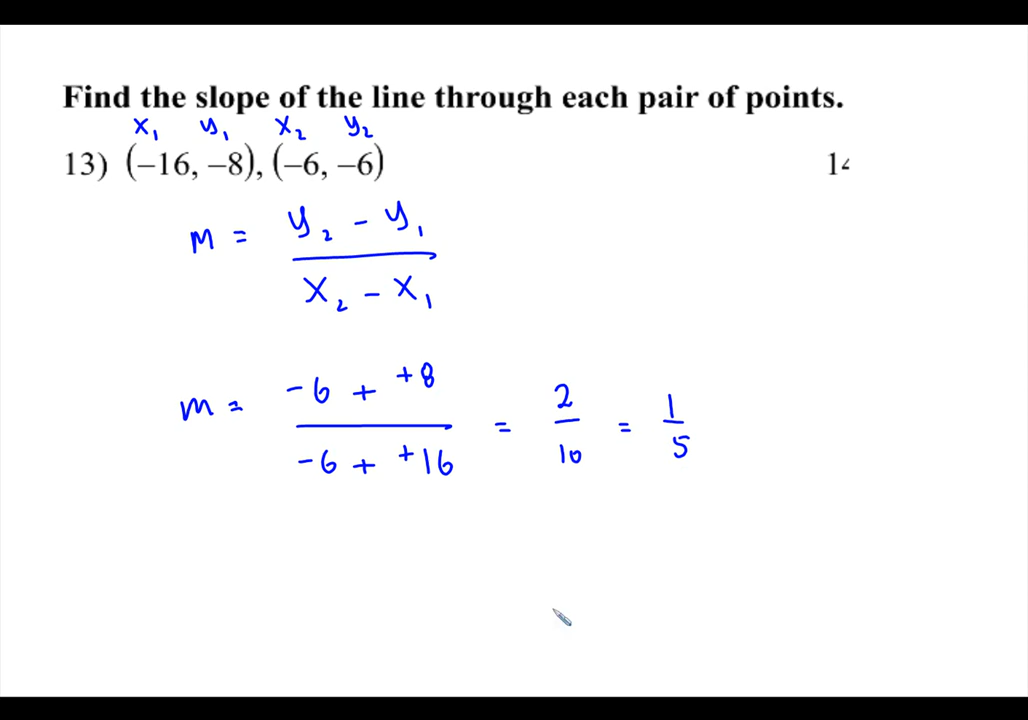 Find the slope of the line through each pair of points.
x₁ y₁ x₂ y₂
13) (−16, −8), (−6, −6) 14
m = y₂ − y₁ / x₂ − x₁
m = -6 + +8 / -6 + +16 = 2/10 = 1/5